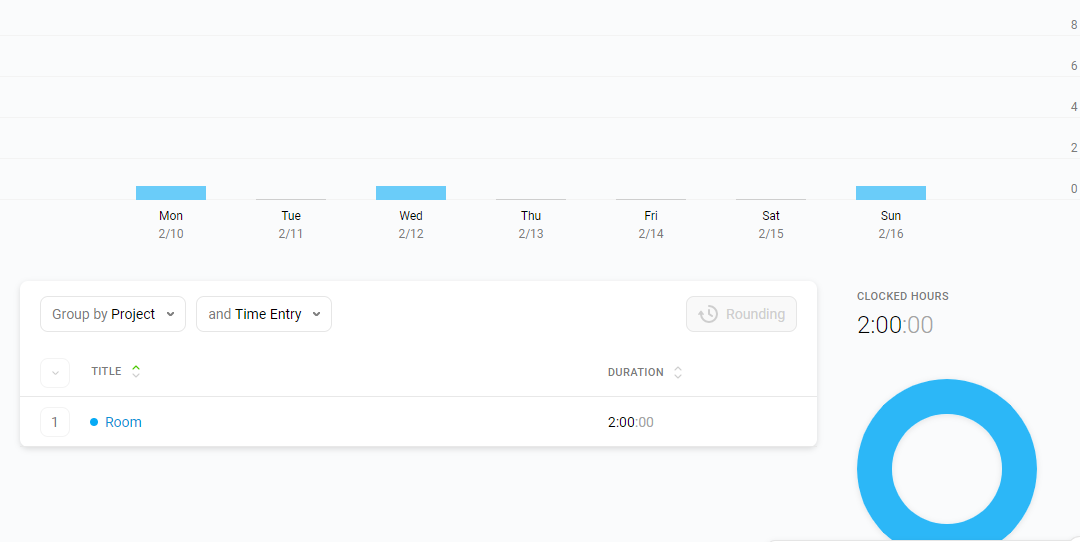 8
6
4
2
0
Mon Tue Wed Thu Fri Sat Sun
2/10 2/11 2/12 2/13 2/14 2/15 2/16
Group by Project and Time Entry Rounding
CLOCKED HOURS
2:00:00
TITLE DURATION
1 Room 2:00:00